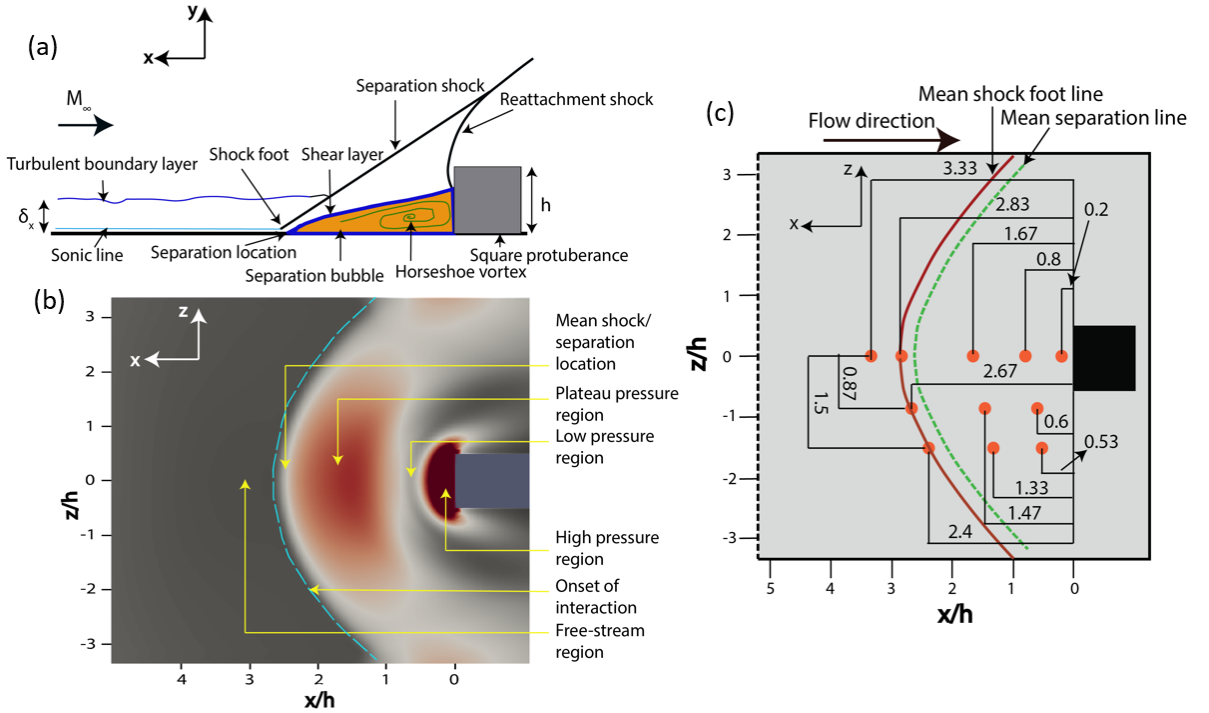 (a)
y
x
M∞
Separation shock
Reattachment shock
Turbulent boundary layer
Shock foot
Shear layer
δx
h
Sonic line
Separation location
Separation bubble
Horseshoe vortex
Square protuberance
(b)
z
x
3
2
1
0
-1
-2
-3
z/h
4
3
2
1
0
x/h
Mean shock/
separation
location
Plateau pressure
region
Low pressure
region
High pressure
region
Onset of
interaction
Free-stream
region
(c)
Mean shock foot line
Flow direction
Mean separation line
z
x
3.33
2.83
0.2
1.67
0.8
2.67
0.87
1.5
0.6
0.53
1.33
1.47
2.4
3
2
1
0
-1
-2
-3
z/h
5
4
3
2
1
0
x/h